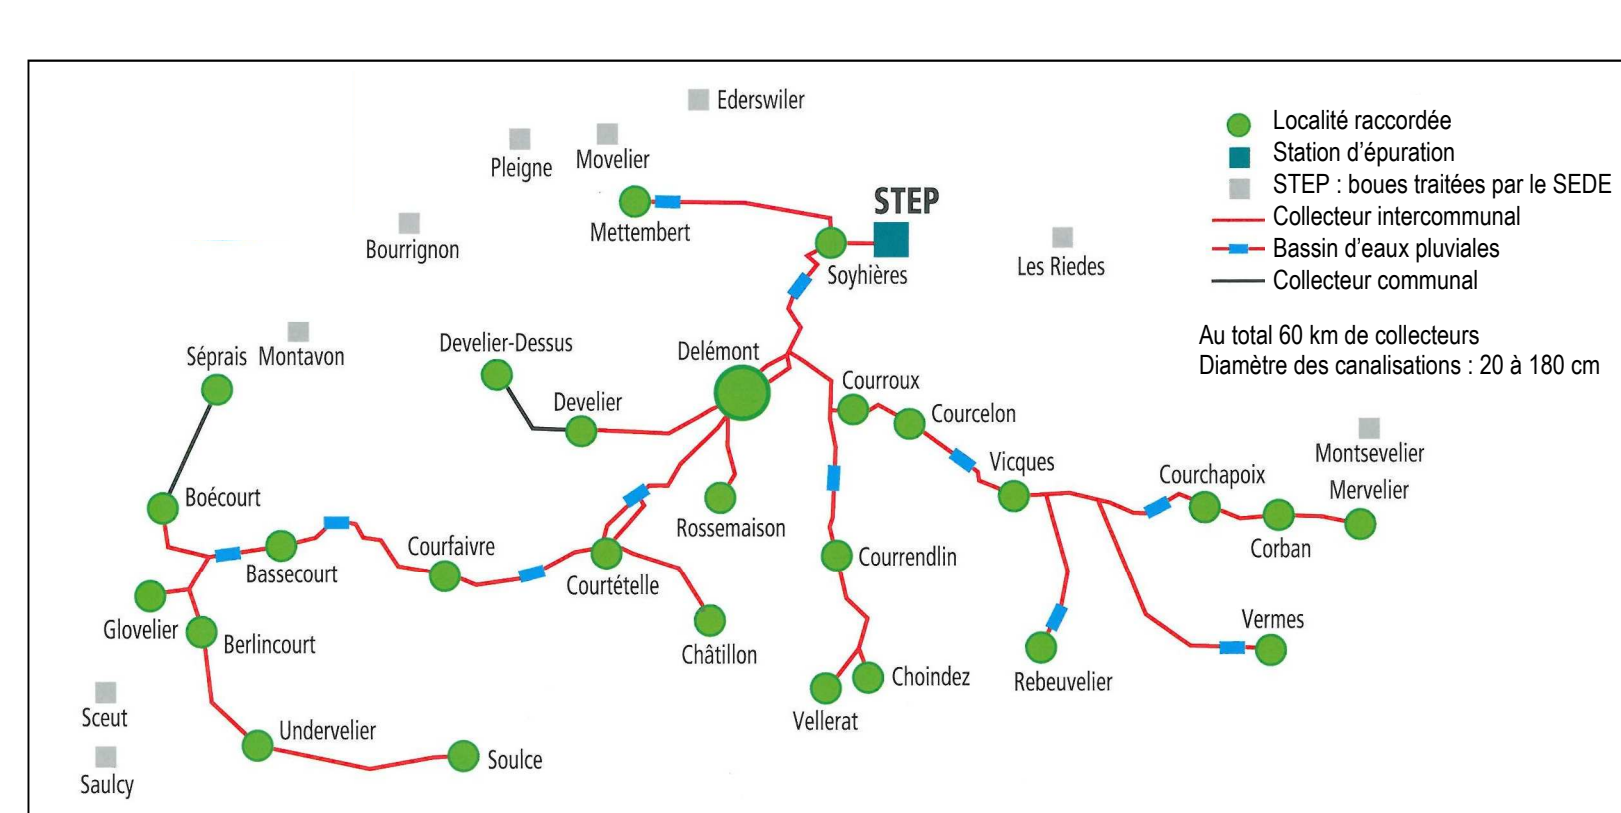 Ederswiler
Pleigne
Movelier
Mettembert
STEP
Bourrignon
Soyhières
Les Riedes
Localité raccordée
Station d'épuration
STEP : boues traitées par le SEDE
Collecteur intercommunal
Bassin d'eaux pluviales
Collecteur communal
Au total 60 km de collecteurs
Diamètre des canalisations : 20 à 180 cm
Séprais
Montavon
Develier-Dessus
Delémont
Develier
Courroux
Courcelon
Montsevelier
Mervelier
Boécourt
Vicques
Courchapoix
Rossemaison
Corban
Bassecourt
Courfaivre
Courtételle
Courrendlin
Glovelier
Berlincourt
Châtillon
Vermes
Choindez
Rebeuvelier
Sceut
Vellerat
Undervelier
Soulce
Saulcy